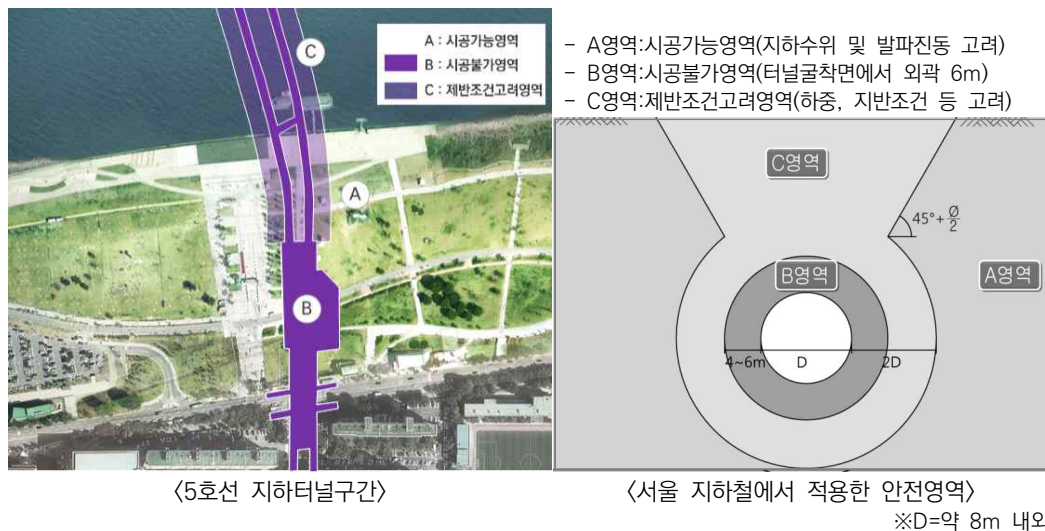 A : 시공가능영역
B : 시공불가영역
C : 제반조건고려영역
C
A
B
〈5호선 지하터널구간〉
- A영역:시공가능영역(지하수위 및 발파진동 고려)
- B영역:시공불가영역(터널굴착면에서 외곽 6m)
- C영역:제반조건고려영역(하중, 지반조건 등 고려)
C영역
45°+ Ø/2
B영역
A영역
4~6m
D
2D
〈서울 지하철에서 적용한 안전영역〉
※D=약 8m 내외